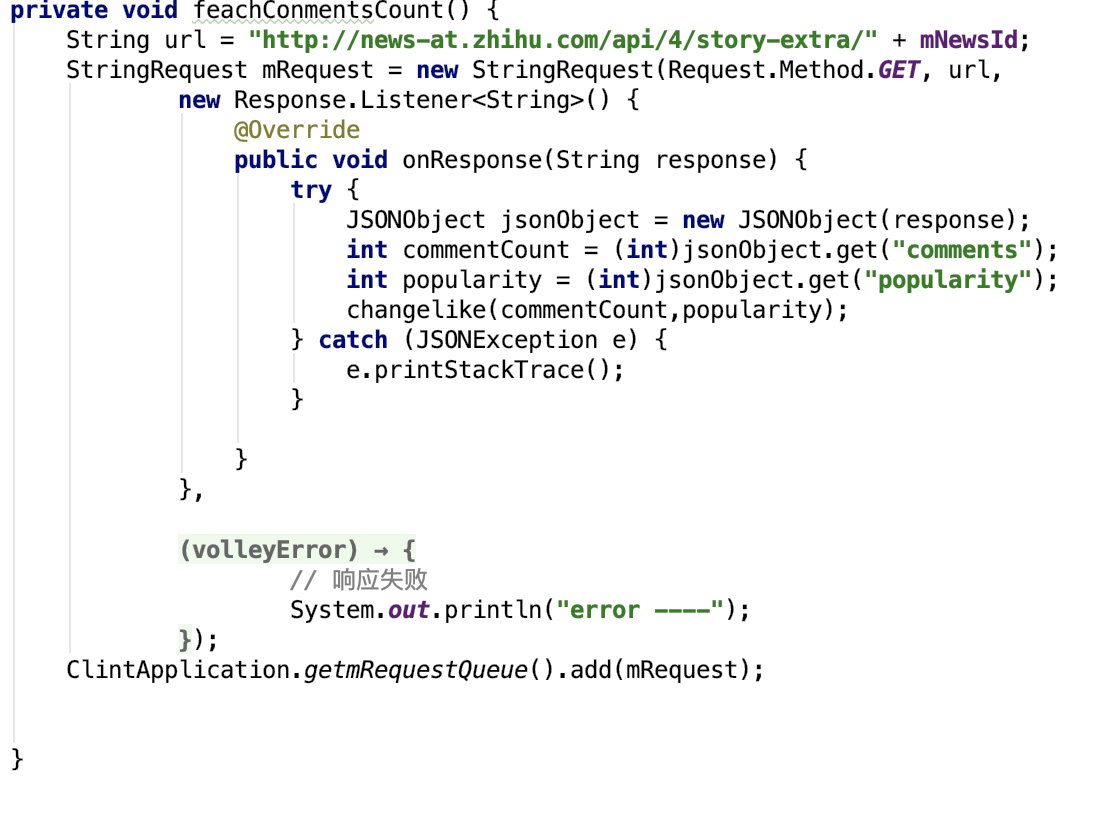 private void feachConmentsCount() {
String url = "http://news-at.zhihu.com/api/4/story-extra/" + mNewsId;
StringRequest mRequest = new StringRequest(Request.Method.GET, url,
new Response.Listener<String>() {
@Override
public void onResponse(String response) {
try {
JSONObject jsonObject = new JSONObject(response);
int commentCount = (int)jsonObject.get("comments");
int popularity = (int)jsonObject.get("popularity");
changelike(commentCount,popularity);
} catch (JSONException e) {
e.printStackTrace();
}
}
},
(volleyError) → {
// 响应失败
System.out.println("error ----");
});
ClintApplication.getmRequestQueue().add(mRequest);
}